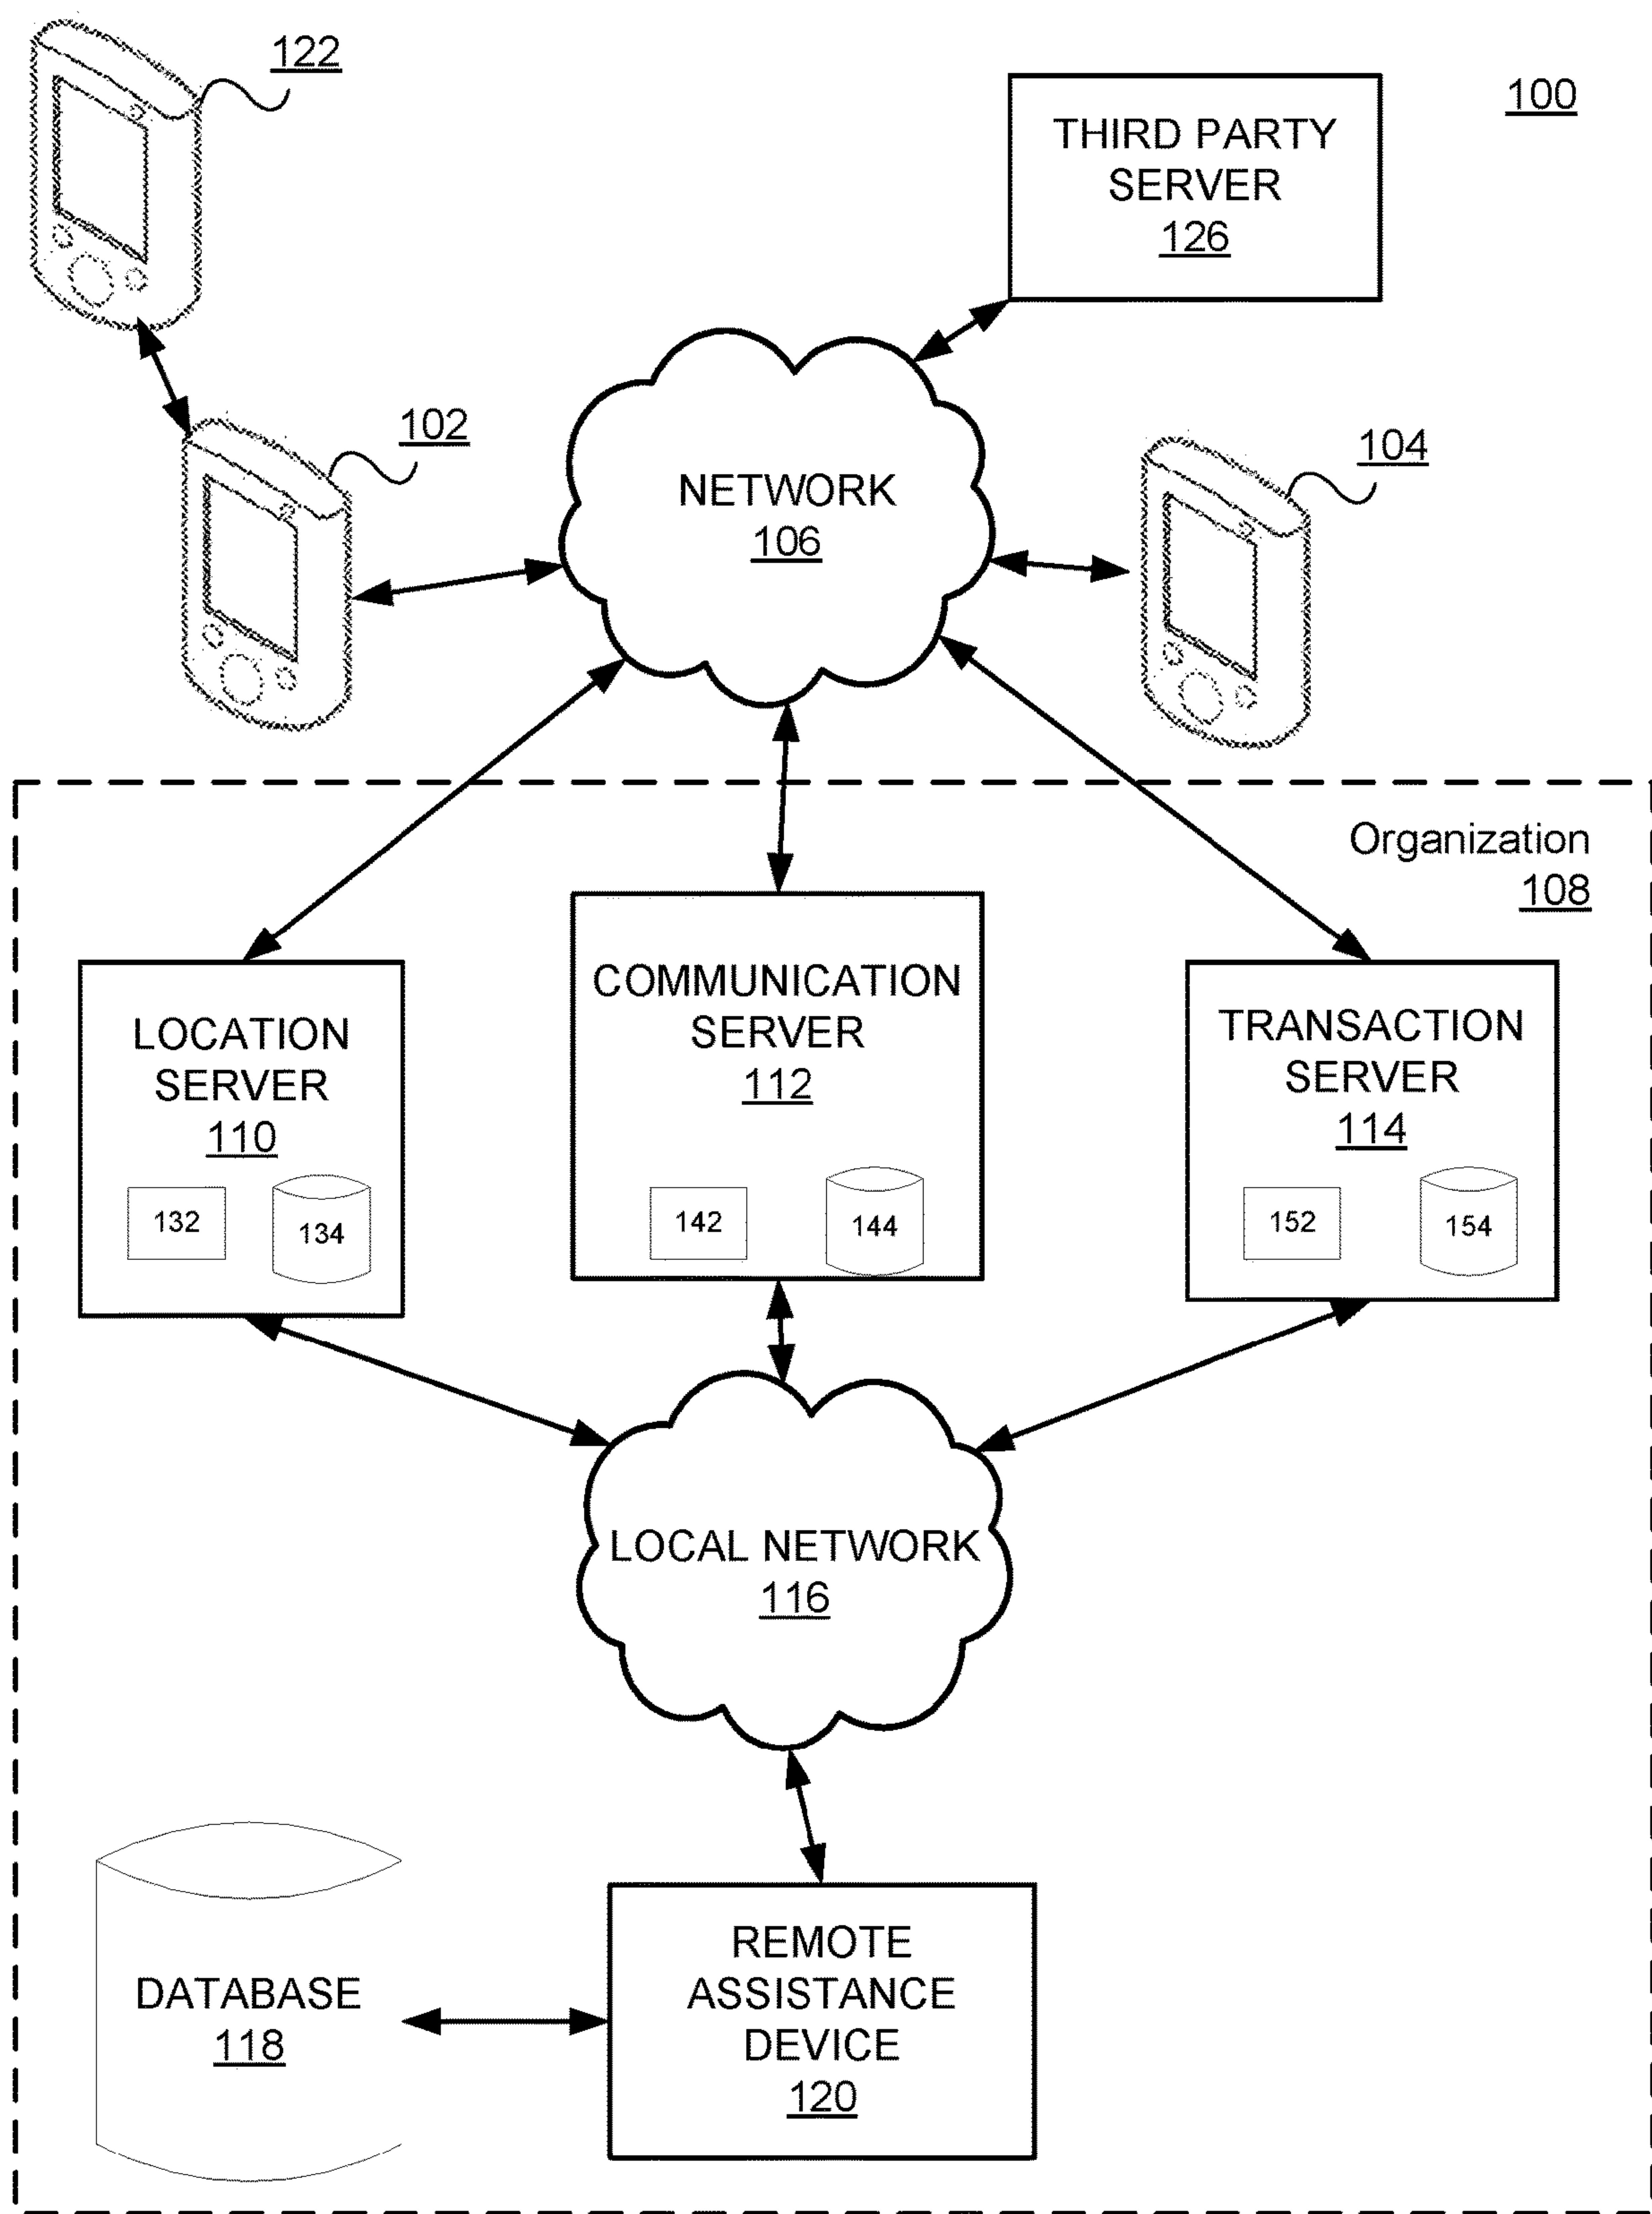 122
100
THIRD PARTY
SERVER
126
102
104
NETWORK
106
Organization
108
LOCATION
SERVER
110
132
134
COMMUNICATION
SERVER
112
142
144
TRANSACTION
SERVER
114
152
154
LOCAL NETWORK
116
DATABASE
118
REMOTE
ASSISTANCE
DEVICE
120